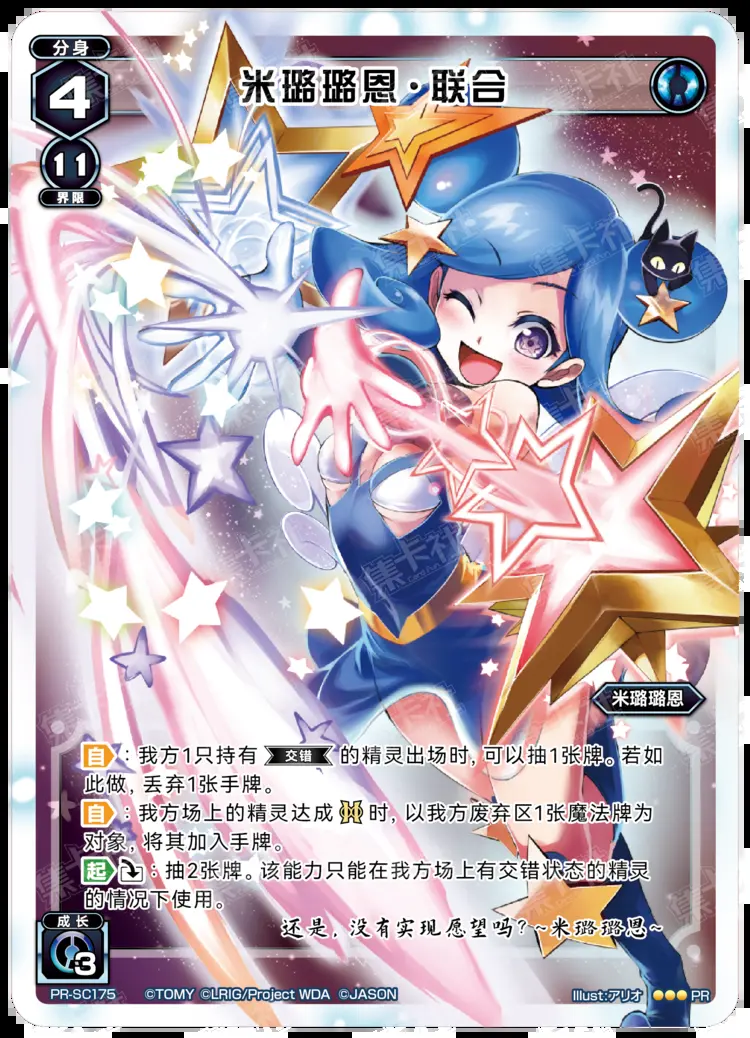 分身
4
米璐璐恩·联合
11
界限
米璐璐恩
自：我方1只持有 交错 的精灵出场时，可以抽1张牌。若如
此做，丢弃1张手牌。
自：我方场上的精灵达成 时，以我方废弃区1张魔法牌为
对象，将其加入手牌。
起 ：抽2张牌。该能力只能在我方场上有交错状态的精灵
的情况下使用。
还是，没有实现愿望吗？~米璐璐恩~
成长
3
PR-SC175 ©TOMY ©LRIG/Project WDA ©JASON Illust:アリオ PR
集卡社